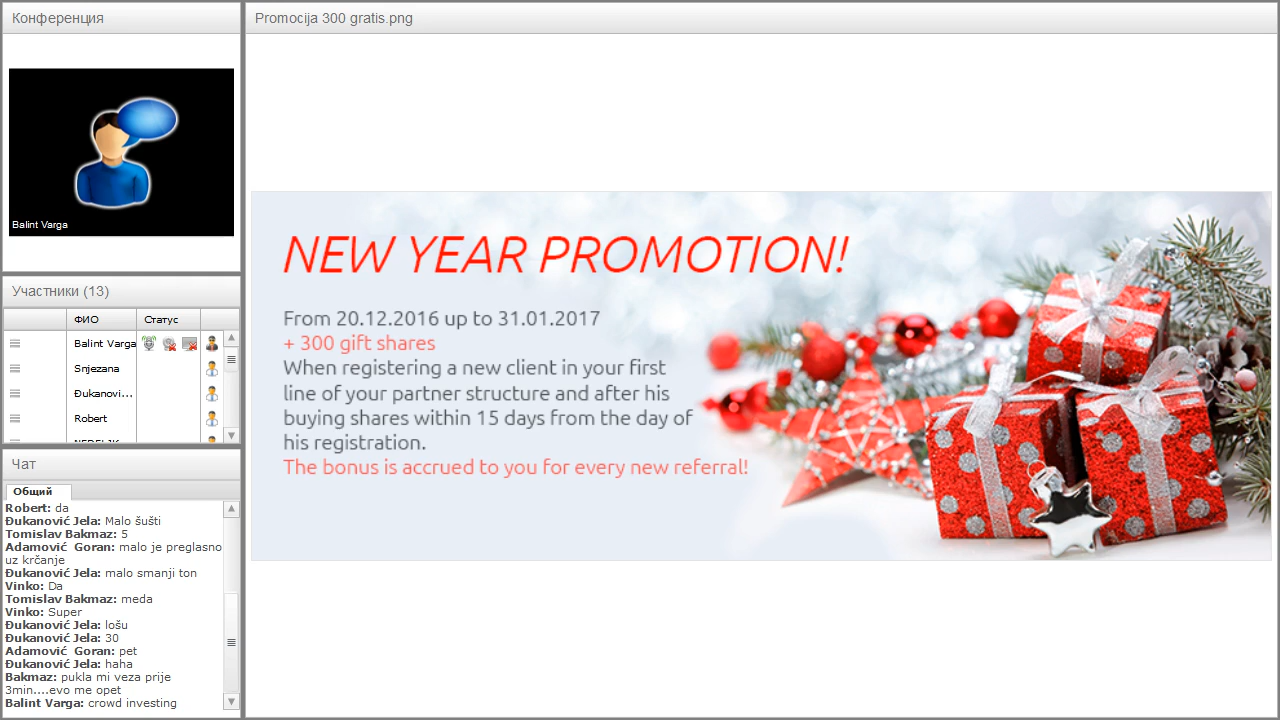 Конференция
Balint Varga
Участники (13)
ФИО Статус
Balint Varga
Snjezana
Đukanovi...
Robert
Чат
Общий
Robert: da
Đukanović Jela: Malo šušti
Tomislav Bakmaz: 5
Adamović Goran: malo je preglasno
uz krčanje
Đukanović Jela: malo smanji ton
Vinko: Da
Tomislav Bakmaz: meda
Vinko: Super
Đukanović Jela: lošu
Đukanović Jela: 30
Adamović Goran: pet
Đukanović Jela: haha
Bakmaz: pukla mi veza prije
3min....evo me opet
Balint Varga: crowd investing
Promocija 300 gratis.png
NEW YEAR PROMOTION!
From 20.12.2016 up to 31.01.2017
+ 300 gift shares
When registering a new client in your first
line of your partner structure and after his
buying shares within 15 days from the day of
his registration.
The bonus is accrued to you for every new referral!